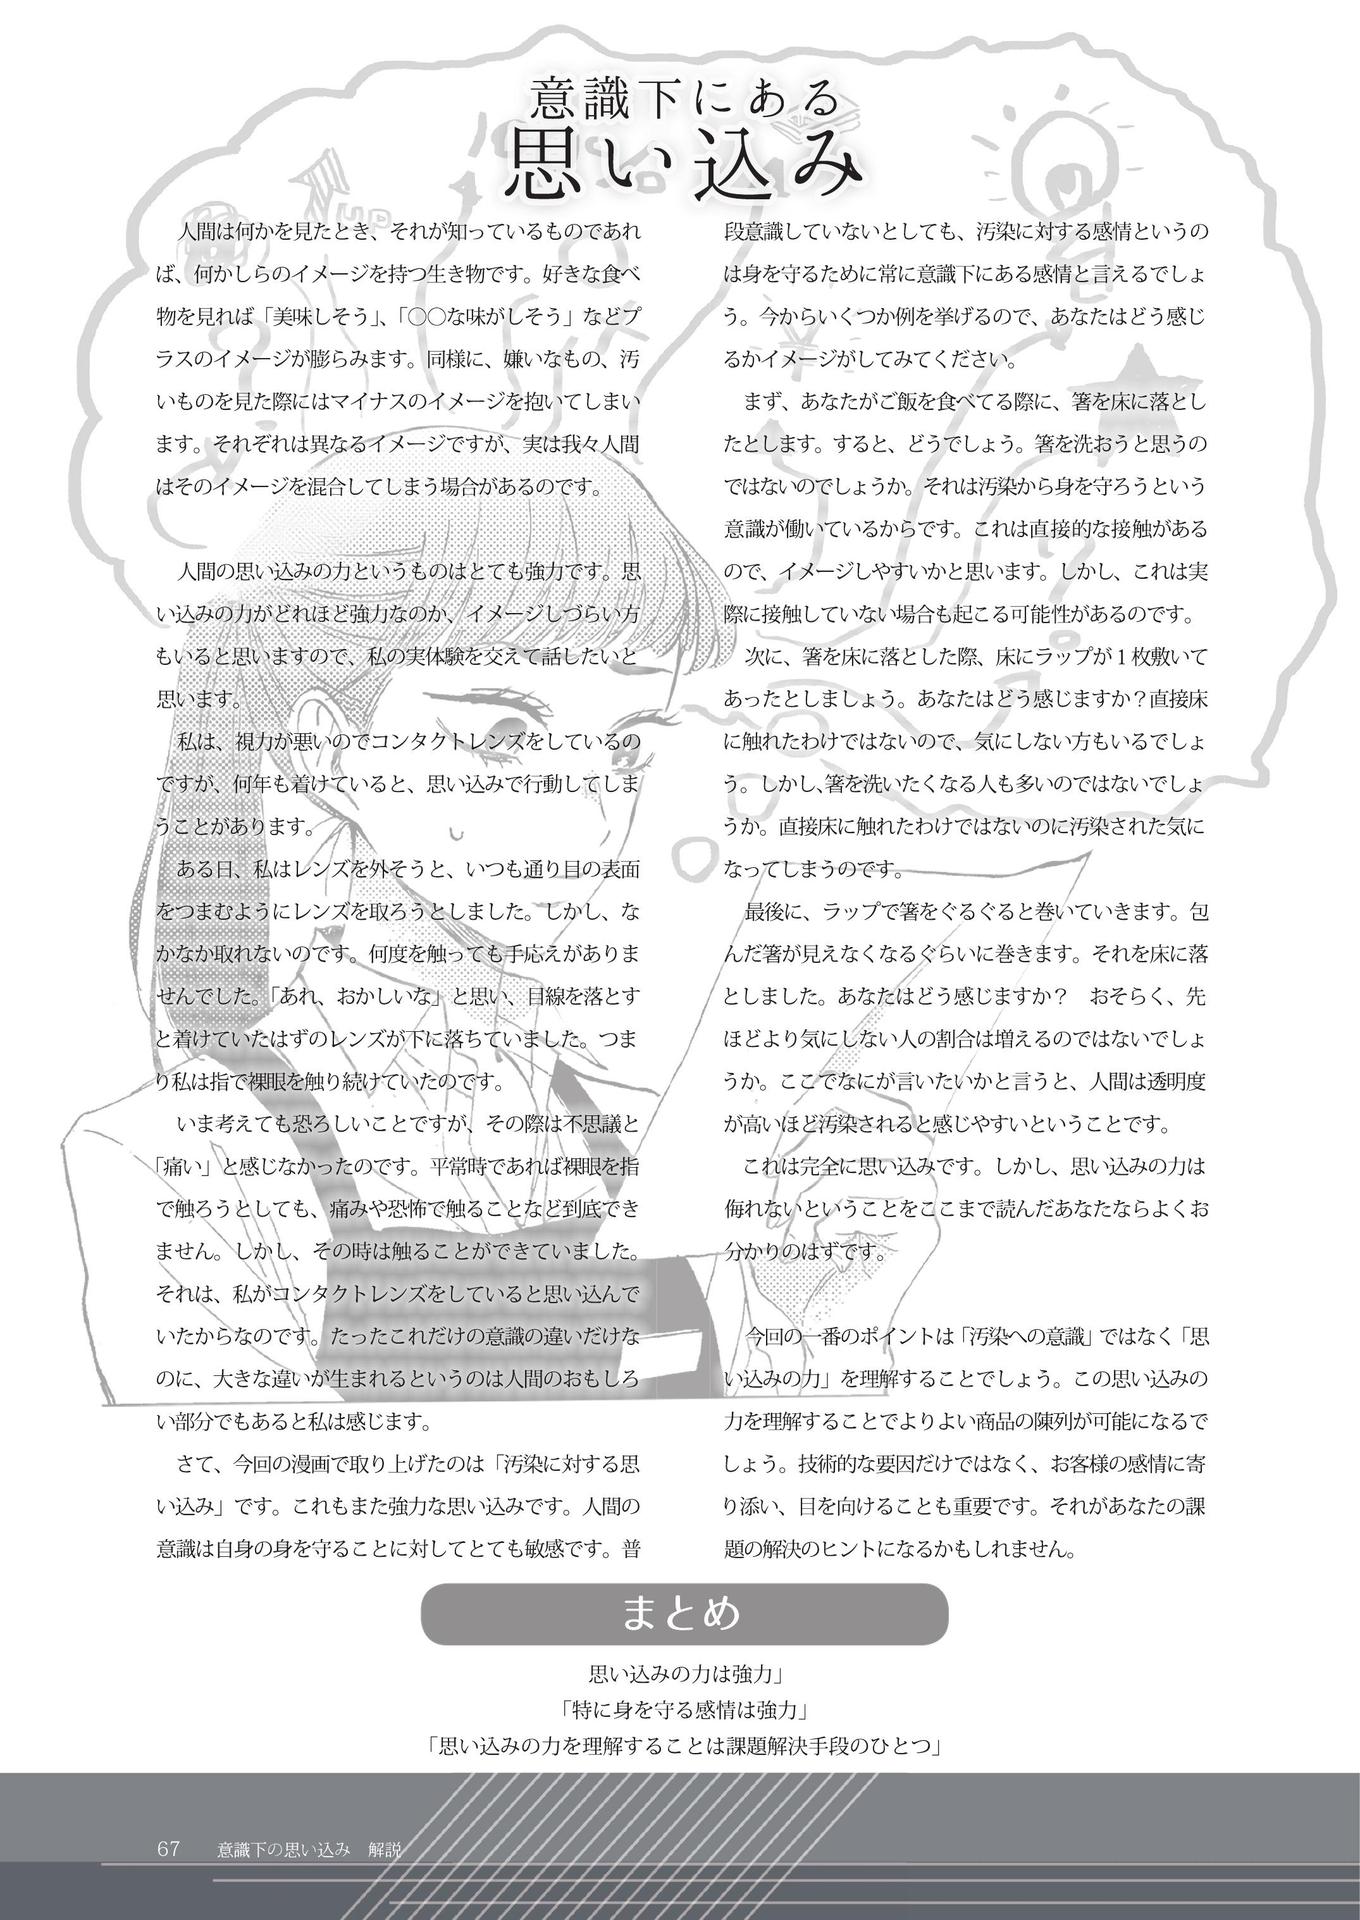 意識下にある
思い込み
人間は何かを見たとき、それが知っているものであれ
ば、何かしらのイメージを持つ生き物です。好きな食べ
物を見れば「美味しそう」、「〇〇な味がしそう」などプ
ラスのイメージが膨らみます。同様に、嫌いなもの、汚
いものを見た際にはマイナスのイメージを抱いてしまい
ます。それぞれは異なるイメージですが、実は我々人間
はそのイメージを混合してしまう場合があるのです。
人間の思い込みの力というものはとても強力です。思
い込みの力がどれほど強力なのか、イメージしづらい方
もいると思いますので、私の実体験を交えて話したいと
思います。
私は、視力が悪いのでコンタクトレンズをしているの
ですが、何年も着けていると、思い込みで行動してしま
うことがあります。
ある日、私はレンズを外そうと、いつも通り目の表面
をつまむようにレンズを取ろうとしました。しかし、な
かなか取れないのです。何度を触っても手応えがありま
せんでした。「あれ、おかしいな」と思い、目線を落とす
と着けていたはずのレンズが下に落ちていました。つま
り私は指で裸眼を触り続けていたのです。
いま考えても恐ろしいことですが、その際は不思議と
「痛い」と感じなかったのです。平常時であれば裸眼を指
で触ろうとしても、痛みや恐怖で触ることなど到底でき
ません。しかし、その時は触ることができていました。
それは、私がコンタクトレンズをしていると思い込んで
いたからなのです。たったこれだけの意識の違いだけな
のに、大きな違いが生まれるというのは人間のおもしろ
い部分でもあると私は感じます。
さて、今回の漫画で取り上げたのは「汚染に対する思
い込み」です。これもまた強力な思い込みです。人間の
意識は自身の身を守ることに対してとても敏感です。普
段意識していないとしても、汚染に対する感情というの
は身を守るために常に意識下にある感情と言えるでしょ
う。今からいくつか例を挙げるので、あなたはどう感じ
るかイメージがしてみてください。
まず、あなたがご飯を食べてる際に、箸を床に落とし
たとします。すると、どうでしょう。箸を洗おうと思うの
ではないのでしょうか。それは汚染から身を守ろうという
意識が働いているからです。これは直接的な接触がある
ので、イメージしやすいかと思います。しかし、これは実
際に接触していない場合も起こる可能性があるのです。
次に、箸を床に落とした際、床にラップが1枚敷いて
あったとしましょう。あなたはどう感じますか？直接床
に触れたわけではないので、気にしない方もいるでしょ
う。しかし、箸を洗いたくなる人も多いのではないでしょ
うか。直接床に触れたわけではないのに汚染された気に
なってしまうのです。
最後に、ラップで箸をぐるぐると巻いていきます。包
んだ箸が見えなくなるぐらいに巻きます。それを床に落
としました。あなたはどう感じますか？　おそらく、先
ほどより気にしない人の割合は増えるのではないでしょ
うか。ここでなにが言いたいかと言うと、人間は透明度
が高いほど汚染されると感じやすいということです。
これは完全に思い込みです。しかし、思い込みの力は
侮れないということをここまで読んだあなたならよくお
分かりのはずです。
今回の一番のポイントは「汚染への意識」ではなく「思
い込みの力」を理解することでしょう。この思い込みの
力を理解することでよりよい商品の陳列が可能になるで
しょう。技術的な要因だけではなく、お客様の感情に寄
り添い、目を向けることも重要です。それがあなたの課
題の解決のヒントになるかもしれません。
まとめ
思い込みの力は強力」
「特に身を守る感情は強力」
「思い込みの力を理解することは課題解決手段のひとつ」
67　意識下の思い込み　解説
UP